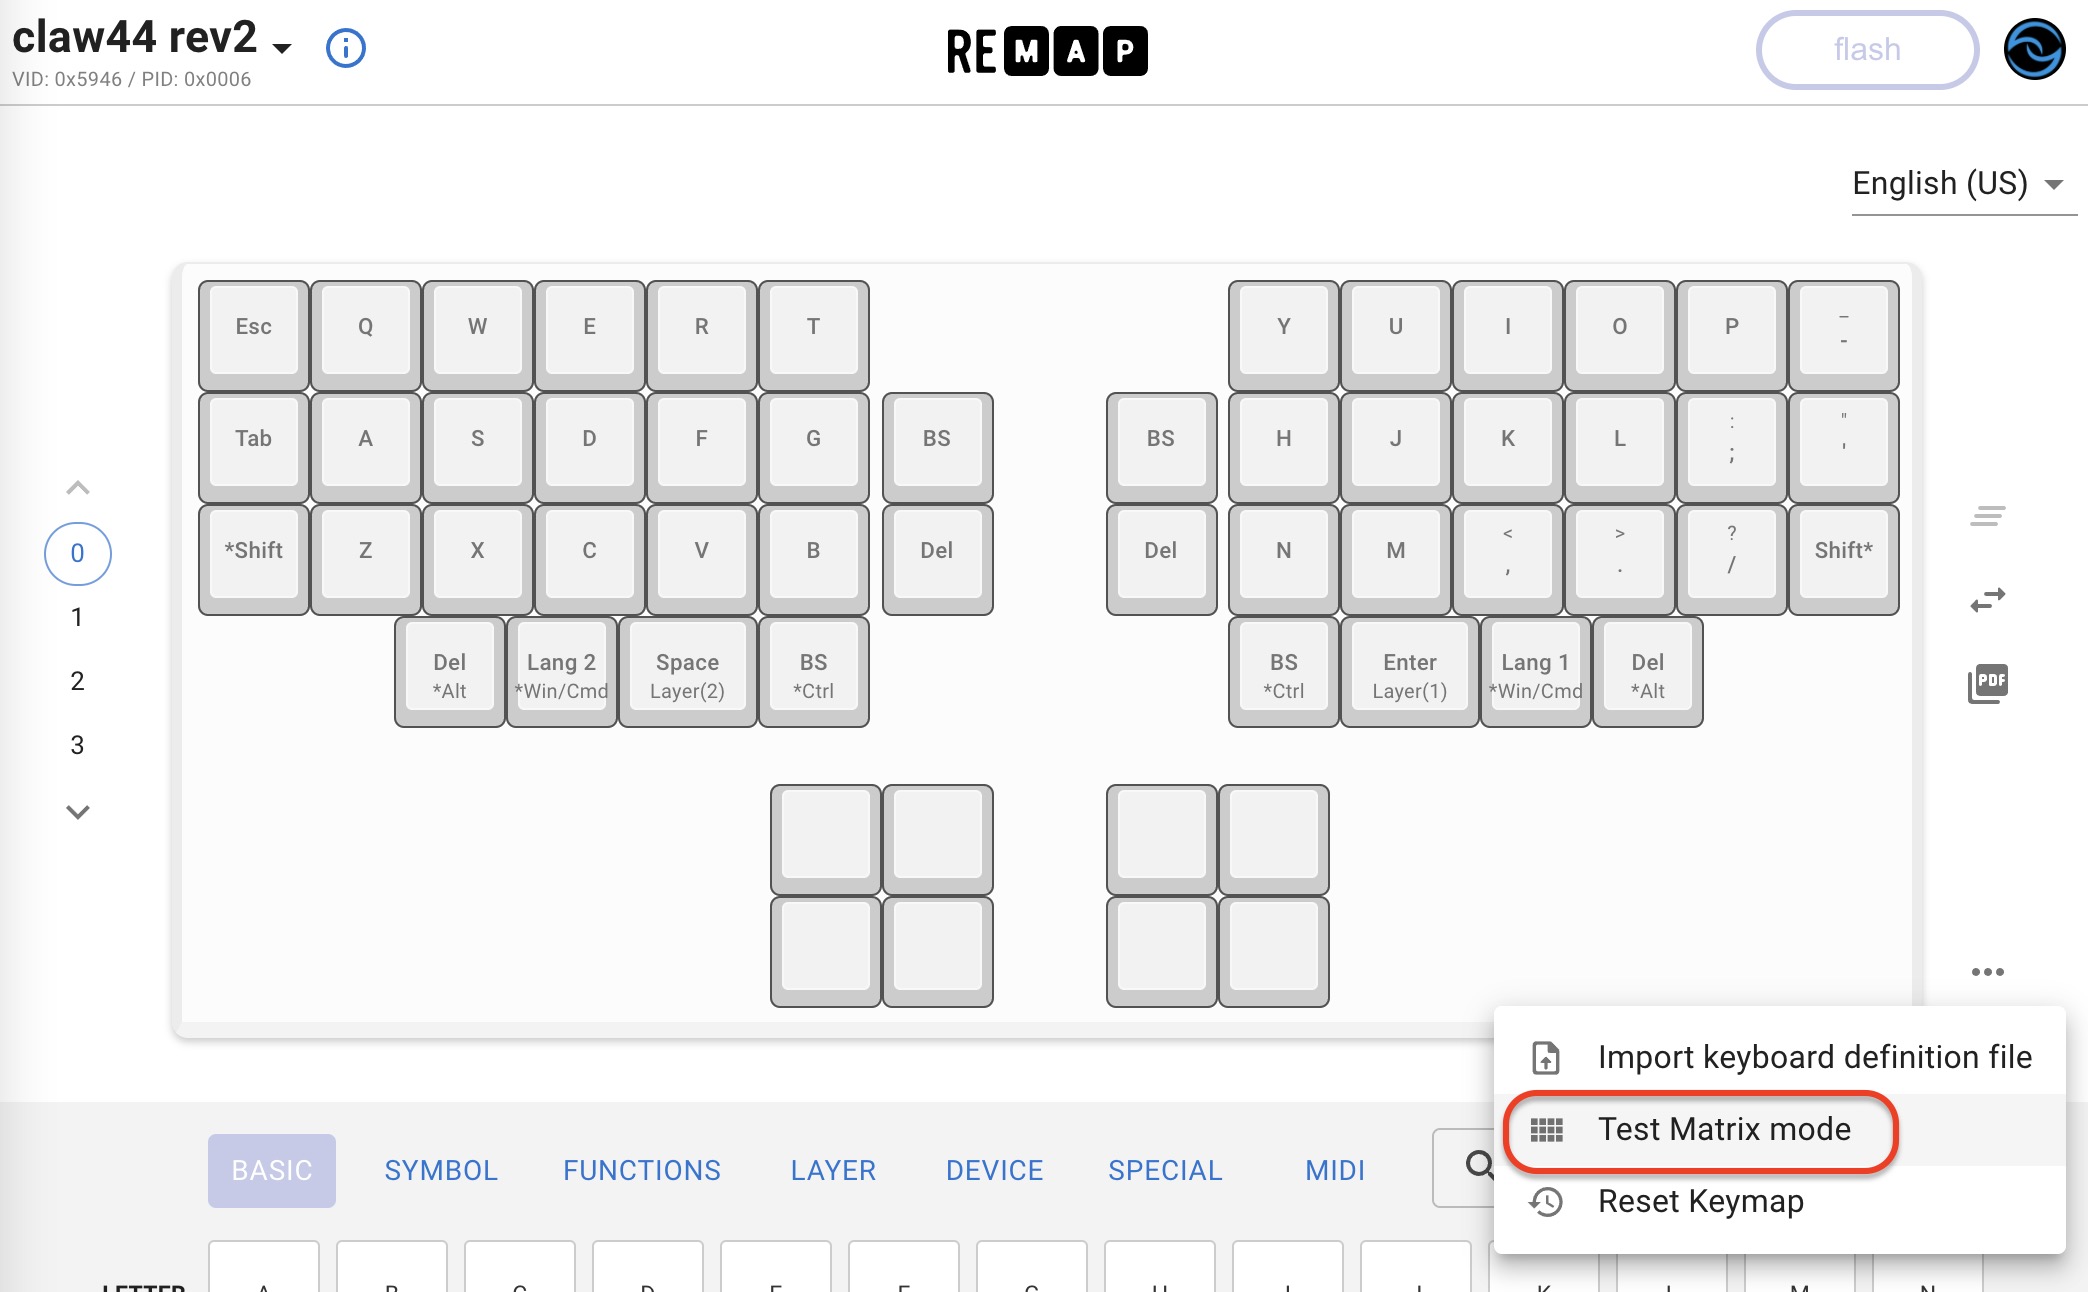 claw44 rev2
VID: 0x5946 / PID: 0x0006
REMAP
flash
English (US)
Esc Q W E R T Y U I O P _ -
Tab A S D F G BS BS H J K L : ; " '
*Shift Z X C V B Del Del N M < , > . ? / Shift*
Del *Alt Lang 2 *Win/Cmd Space Layer(2) BS *Ctrl BS *Ctrl Enter Layer(1) Lang 1 *Win/Cmd Del *Alt
0
1
2
3
PDF
Import keyboard definition file
Test Matrix mode
Reset Keymap
BASIC SYMBOL FUNCTIONS LAYER DEVICE SPECIAL MIDI
LETTER A B C D E F G H I J K L M N